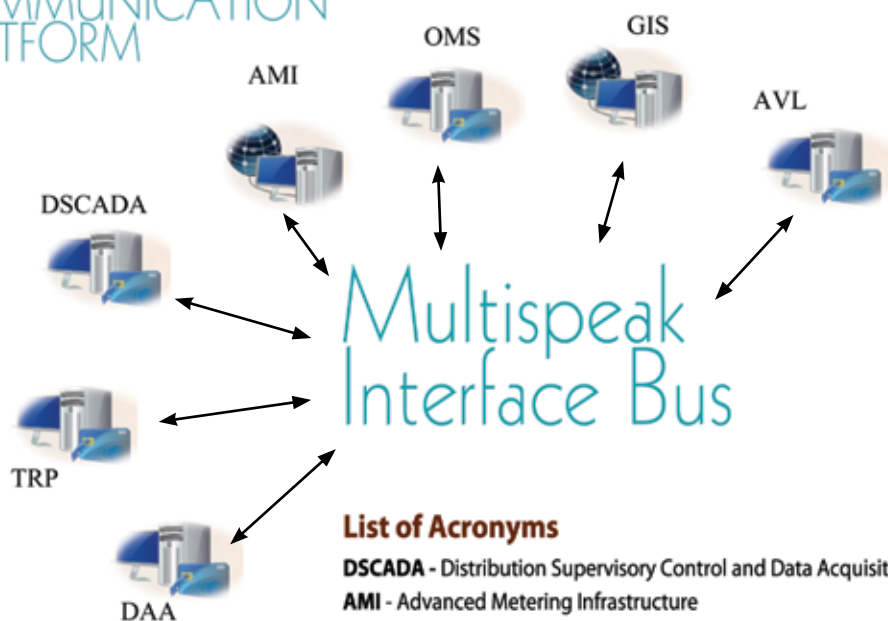 GIS
OMS
AMI
AVL
DSCADA
Multispeak
Interface Bus
TRP
List of Acronyms
DSCADA - Distribution Supervisory Control and Data
AMI - Advanced Metering Infrastructure
DAA